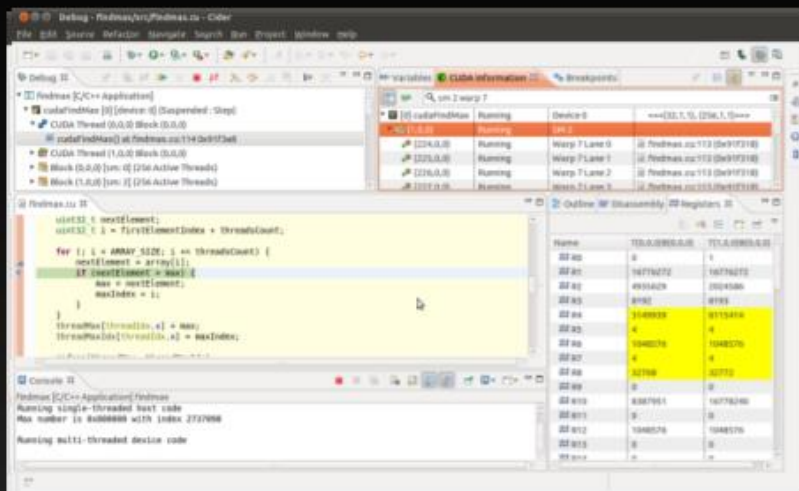 Debug - findmax/src/findmax.cu - Cider
File Edit Source Refactor Navigate Search Run Project Window Help
Debug
findmax [C/C++ Application]
cudaFindMax [0] [device: 0] (Suspended : Step)
CUDA Thread (0,0,0) Block (0,0,0)
cudaFindMax() at findmax.cu:114
CUDA Thread (1,0,0) Block (0,0,0)
Block (0,0,0) [sm: 0] (256 Active Threads)
Block (1,0,0) [sm: 2] (256 Active Threads)
Variables
CUDA Information
Breakpoints
sm 2 warp 7
[0] cudaFindMax Running Device 0 <<<(32,1,1), (256,1,1)>>>
(1,0,0) Running SM 2
(224,0,0) Running Warp 7 Lane 0 findmax.cu:113
(225,0,0) Running Warp 7 Lane 1 findmax.cu:113
(226,0,0) Running Warp 7 Lane 2 findmax.cu:113
findmax.cu
uint32_t nextElement;
uint32_t i = firstElementIndex + threadsCount;
for (; i < ARRAY_SIZE; i += threadsCount) {
nextElement = array[i];
if (nextElement > max) {
max = nextElement;
maxIndex = i;
}
}
threadMax[threadIdx.x] = max;
threadMaxIdx[threadIdx.x] = maxIndex;
Outline Disassembly Registers
Name
R0 0 1
R1 16776272 16776272
R2
R3 8192 8193
R4
R5 4 4
R6 1048576 1048576
R7 4 4
R8 32768 32772
R9 0 0
R10
R11 0 0
R12 1048576 1048576
R13 0 0
Console
findmax [C/C++ Application] findmax
Running single-threaded host code
Max number is with index
Running multi-threaded device code